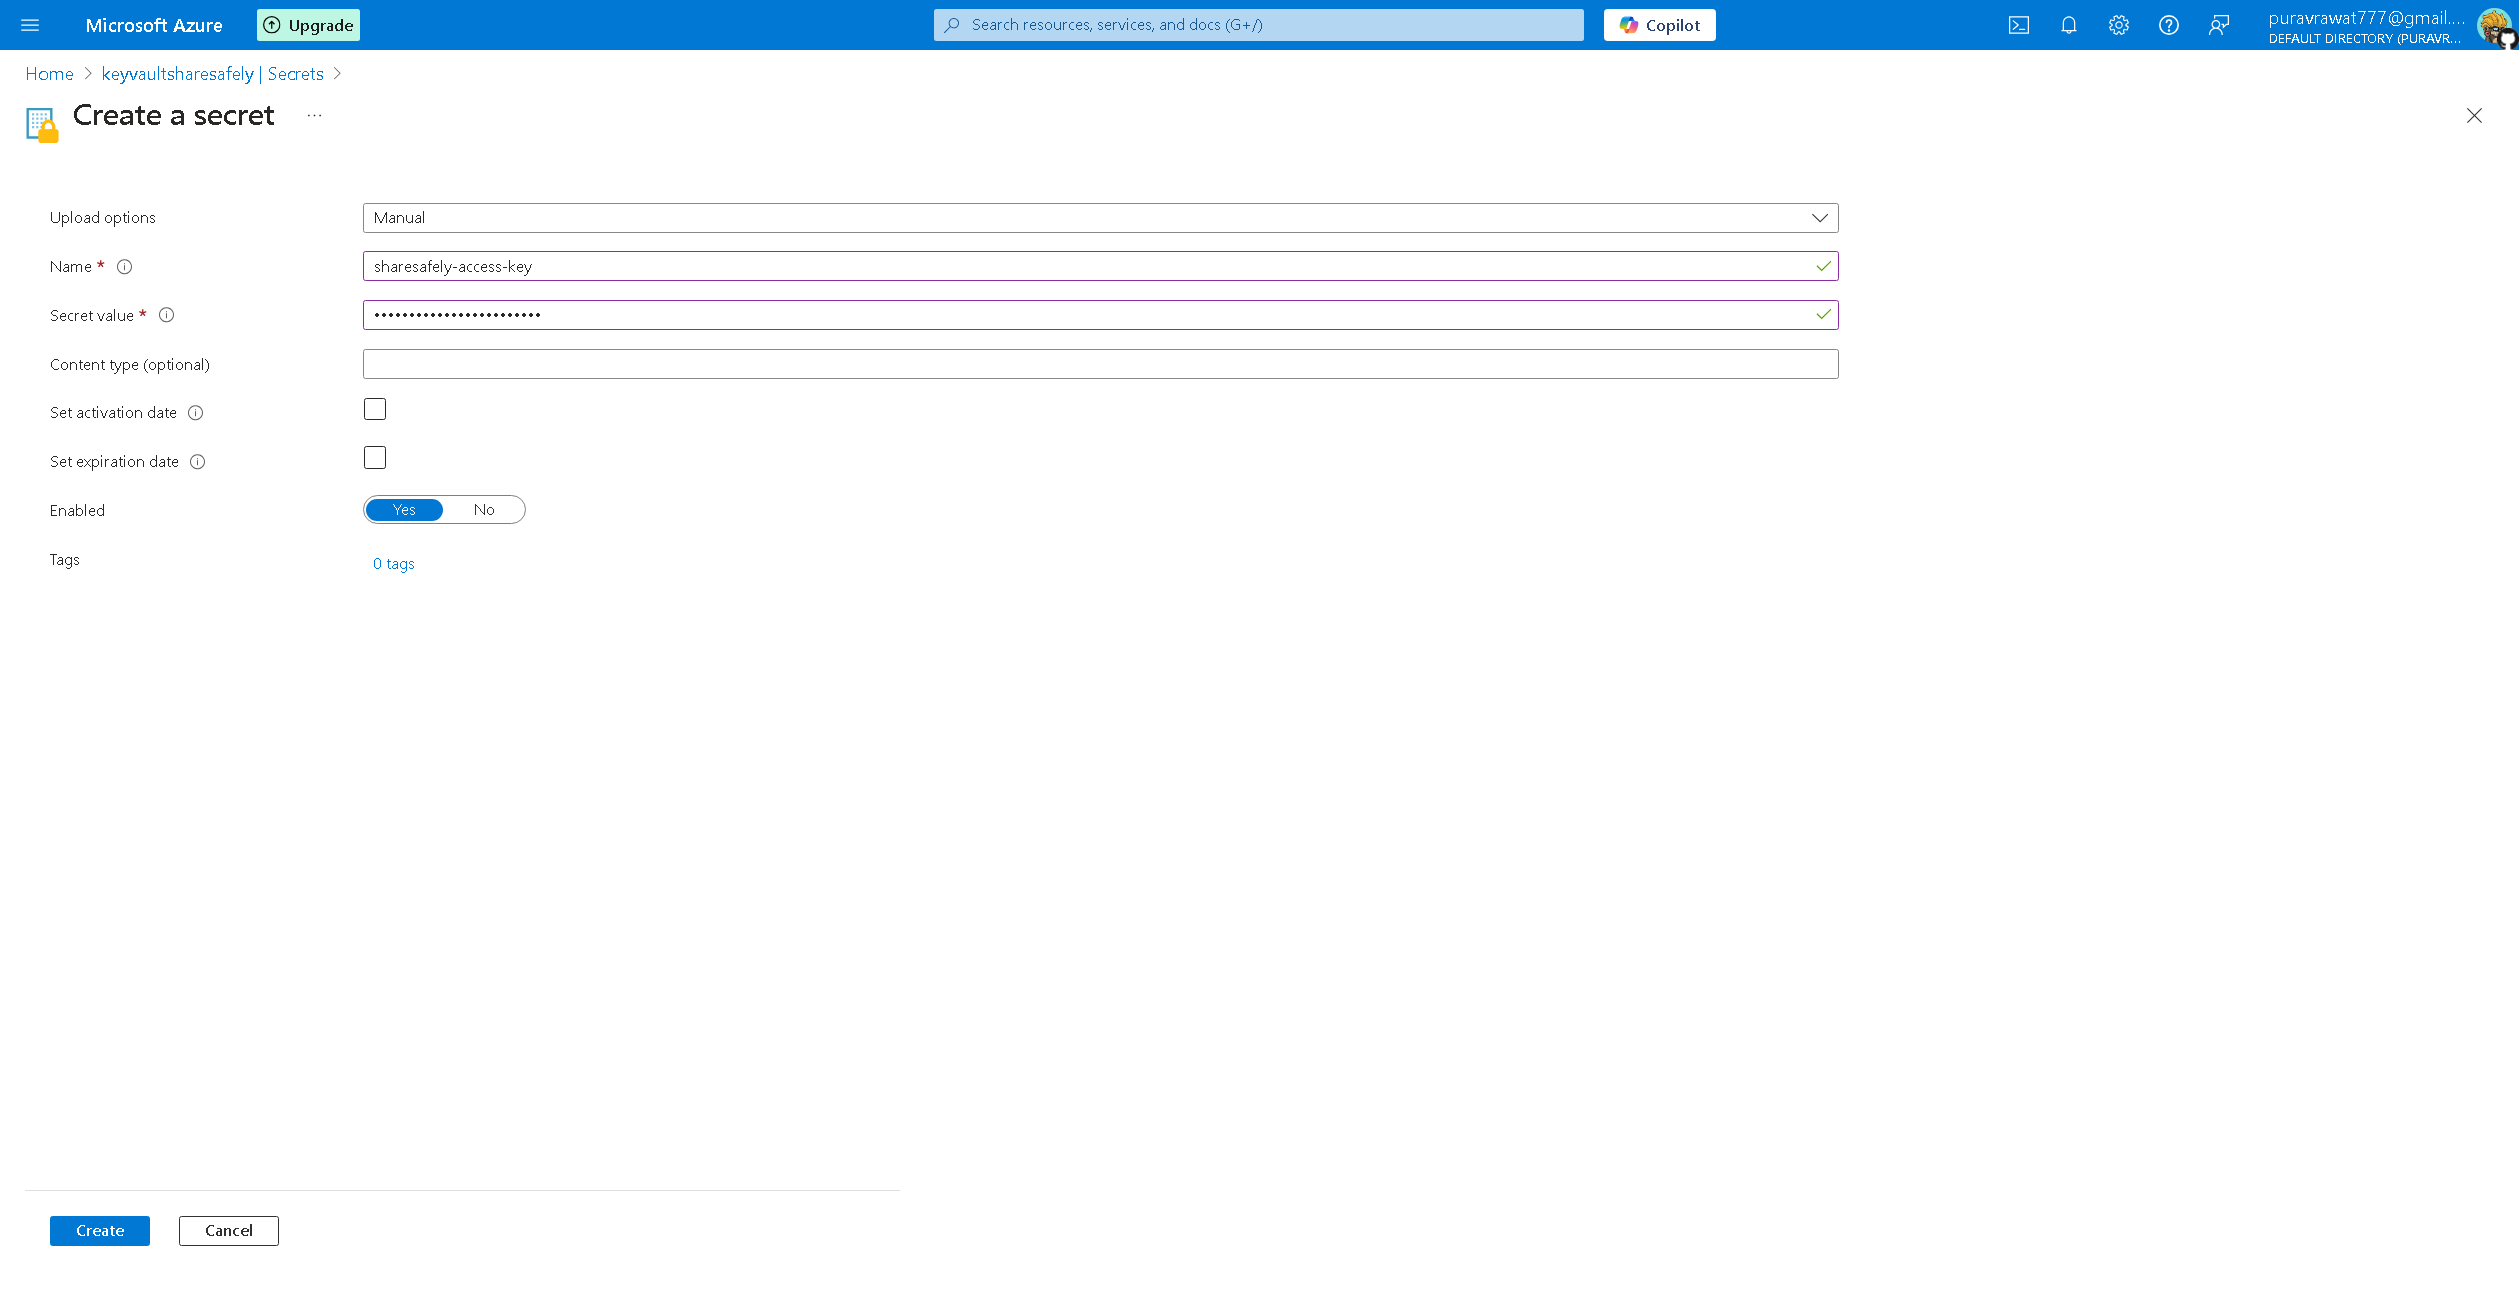 Microsoft Azure
Upgrade
Search resources, services, and docs (G+/)
Copilot
puravrawat777@gmail....
DEFAULT DIRECTORY (PURAVR...
Home > keyvaultsharesafely | Secrets >
Create a secret ...
Upload options Manual
Name * sharesafely-access-key
Secret value * ••••••••••••••••••••••••
Content type (optional)
Set activation date
Set expiration date
Enabled Yes No
Tags 0 tags
Create Cancel